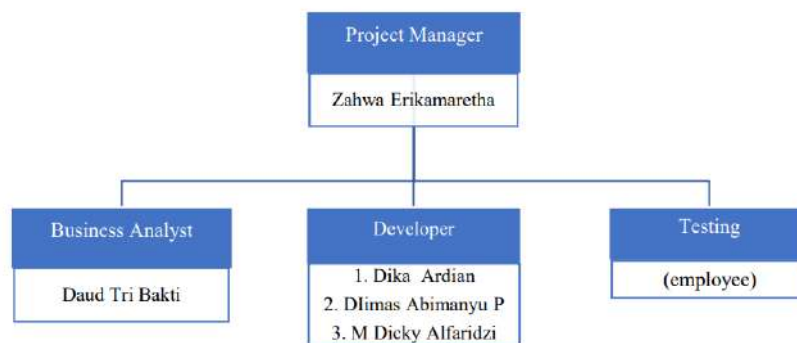 Project Manager
Zahwa Erikamaretha
Business Analyst
Daud Tri Bakti
Developer
1. Dika Ardian
2. DIimas Abimanyu P
3. M Dicky Alfaridzi
Testing
(employee)